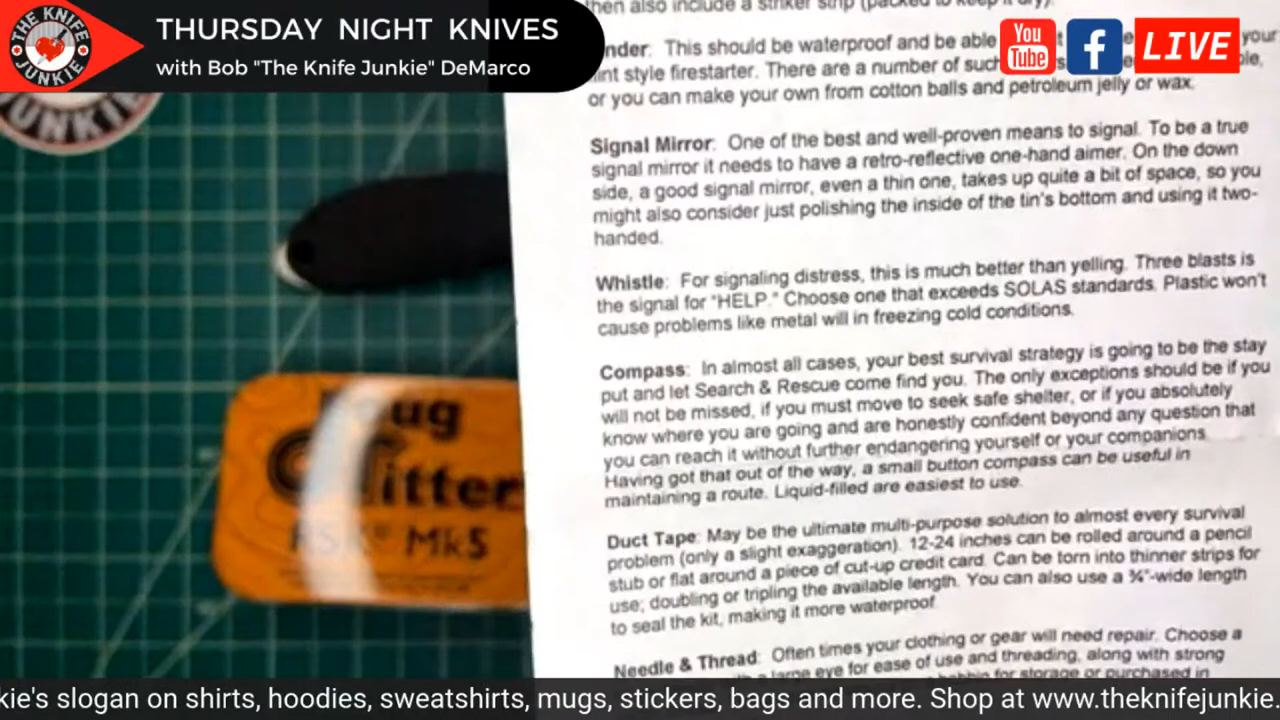 THE KNIFE JUNKIE
THURSDAY NIGHT KNIVES
with Bob "The Knife Junkie" DeMarco
You Tube
f
LIVE
JUNKIE
then also include a striker strip (packed to keep it dry).
This should be waterproof and be able your
flint style firestarter. There are a number of such
or you can make your own from cotton balls and petroleum jelly or wax.
Signal Mirror: One of the best and well-proven means to signal. To be a true
signal mirror it needs to have a retro-reflective one-hand aimer. On the down
side, a good signal mirror, even a thin one, takes up quite a bit of space, so you
might also consider just polishing the inside of the tin's bottom and using it two-
handed.
Whistle: For signaling distress, this is much better than yelling. Three blasts is
the signal for "HELP." Choose one that exceeds SOLAS standards. Plastic won't
cause problems like metal will in freezing cold conditions.
Compass: In almost all cases, your best survival strategy is going to be the stay
put and let Search & Rescue come find you. The only exceptions should be if you
will not be missed, if you must move to seek safe shelter, or if you absolutely
know where you are going and are honestly confident beyond any question that
you can reach it without further endangering yourself or your companions.
Having got that out of the way, a small button compass can be useful in
maintaining a route. Liquid-filled are easiest to use.
Duct Tape: May be the ultimate multi-purpose solution to almost every survival
problem (only a slight exaggeration). 12-24 inches can be rolled around a pencil
stub or flat around a piece of cut-up credit card. Can be torn into thinner strips for
use; doubling or tripling the available length. You can also use a ¾"-wide length
to seal the kit, making it more waterproof.
Needle & Thread: Often times your clothing or gear will need repair. Choose a
with a large eye for ease of use and threading, along with strong
bobbin for storage or purchased in
Doug
Ritter
RSK® Mk5
kie's slogan on shirts, hoodies, sweatshirts, mugs, stickers, bags and more. Shop at www.theknifejunkie.